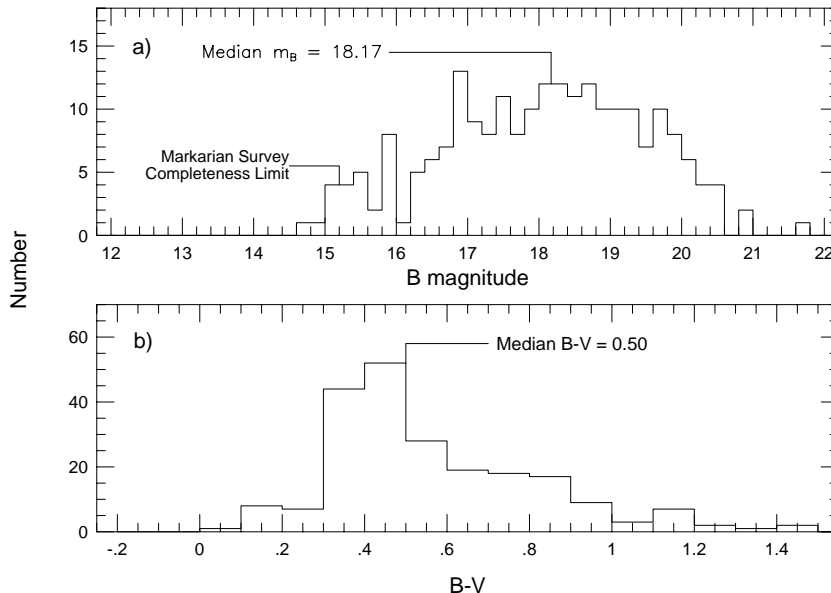 a)
Median m_B = 18.17
Markarian Survey
Completeness Limit
15
10
5
0
12 13 14 15 16 17 18 19 20 21 22
B magnitude
Number
b)
Median B-V = 0.50
60
40
20
0
-.2 0 .2 .4 .6 .8 1 1.2 1.4
B-V